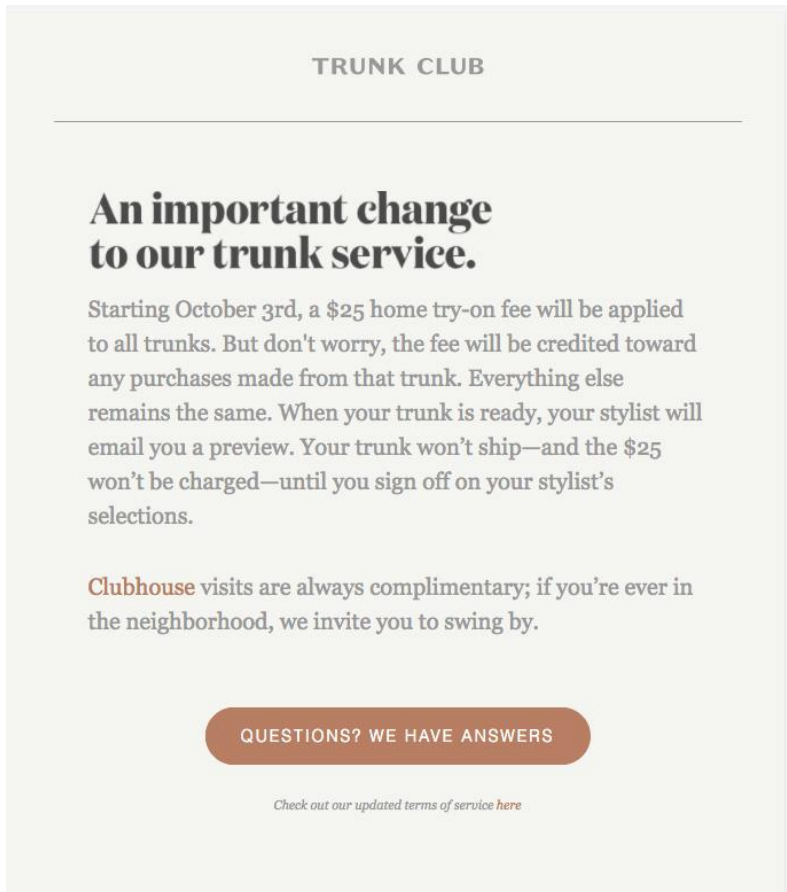 TRUNK CLUB
An important change
to our trunk service.
Starting October 3rd, a $25 home try-on fee will be applied
to all trunks. But don't worry, the fee will be credited toward
any purchases made from that trunk. Everything else
remains the same. When your trunk is ready, your stylist will
email you a preview. Your trunk won’t ship—and the $25
won’t be charged—until you sign off on your stylist’s
selections.
Clubhouse visits are always complimentary; if you’re ever in
the neighborhood, we invite you to swing by.
QUESTIONS? WE HAVE ANSWERS
Check out our updated terms of service here